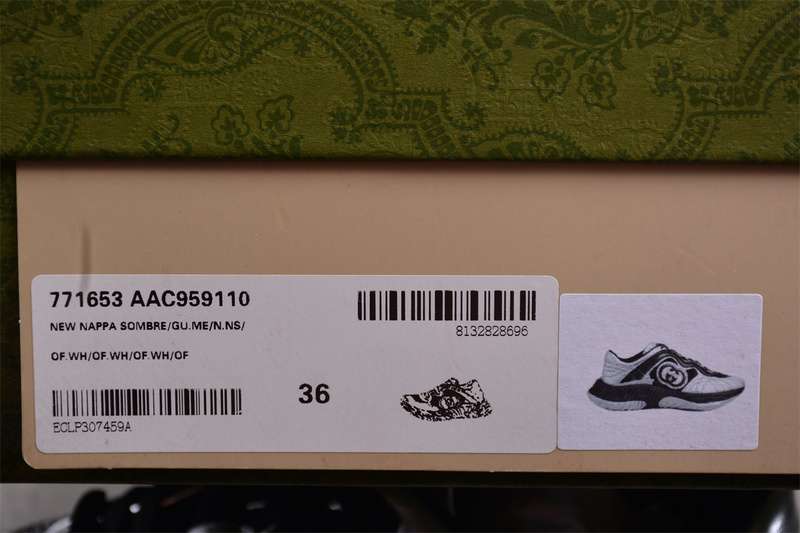 771653 AAC959110
NEW NAPPA SOMBRE/GU.ME/N.NS/
OF.WH/OF.WH/OF.WH/OF
8132828696
36
ECLP307459A